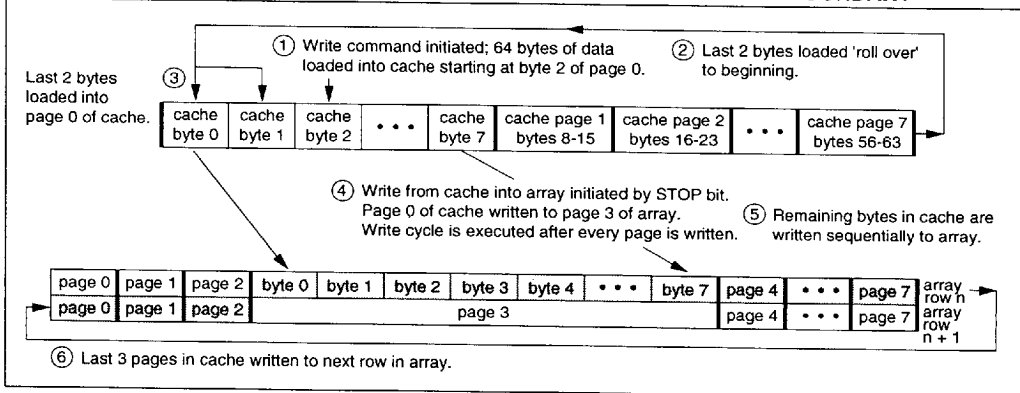 ① Write command initiated; 64 bytes of data
loaded into cache starting at byte 2 of page 0.
② Last 2 bytes loaded 'roll over'
to beginning.
Last 2 bytes
loaded into
page 0 of cache.
③
cache byte 0 cache byte 1 cache byte 2 • • • cache byte 7 cache page 1 bytes 8-15 cache page 2 bytes 16-23 • • • cache page 7 bytes 56-63
④ Write from cache into array initiated by STOP bit.
Page 0 of cache written to page 3 of array.
Write cycle is executed after every page is written.
⑤ Remaining bytes in cache are
written sequentially to array.
page 0 page 1 page 2 byte 0 byte 1 byte 2 byte 3 byte 4 • • • byte 7 page 4 • • • page 7 array row n
page 0 page 1 page 2 page 3 page 4 • • • page 7 array row n + 1
⑥ Last 3 pages in cache written to next row in array.